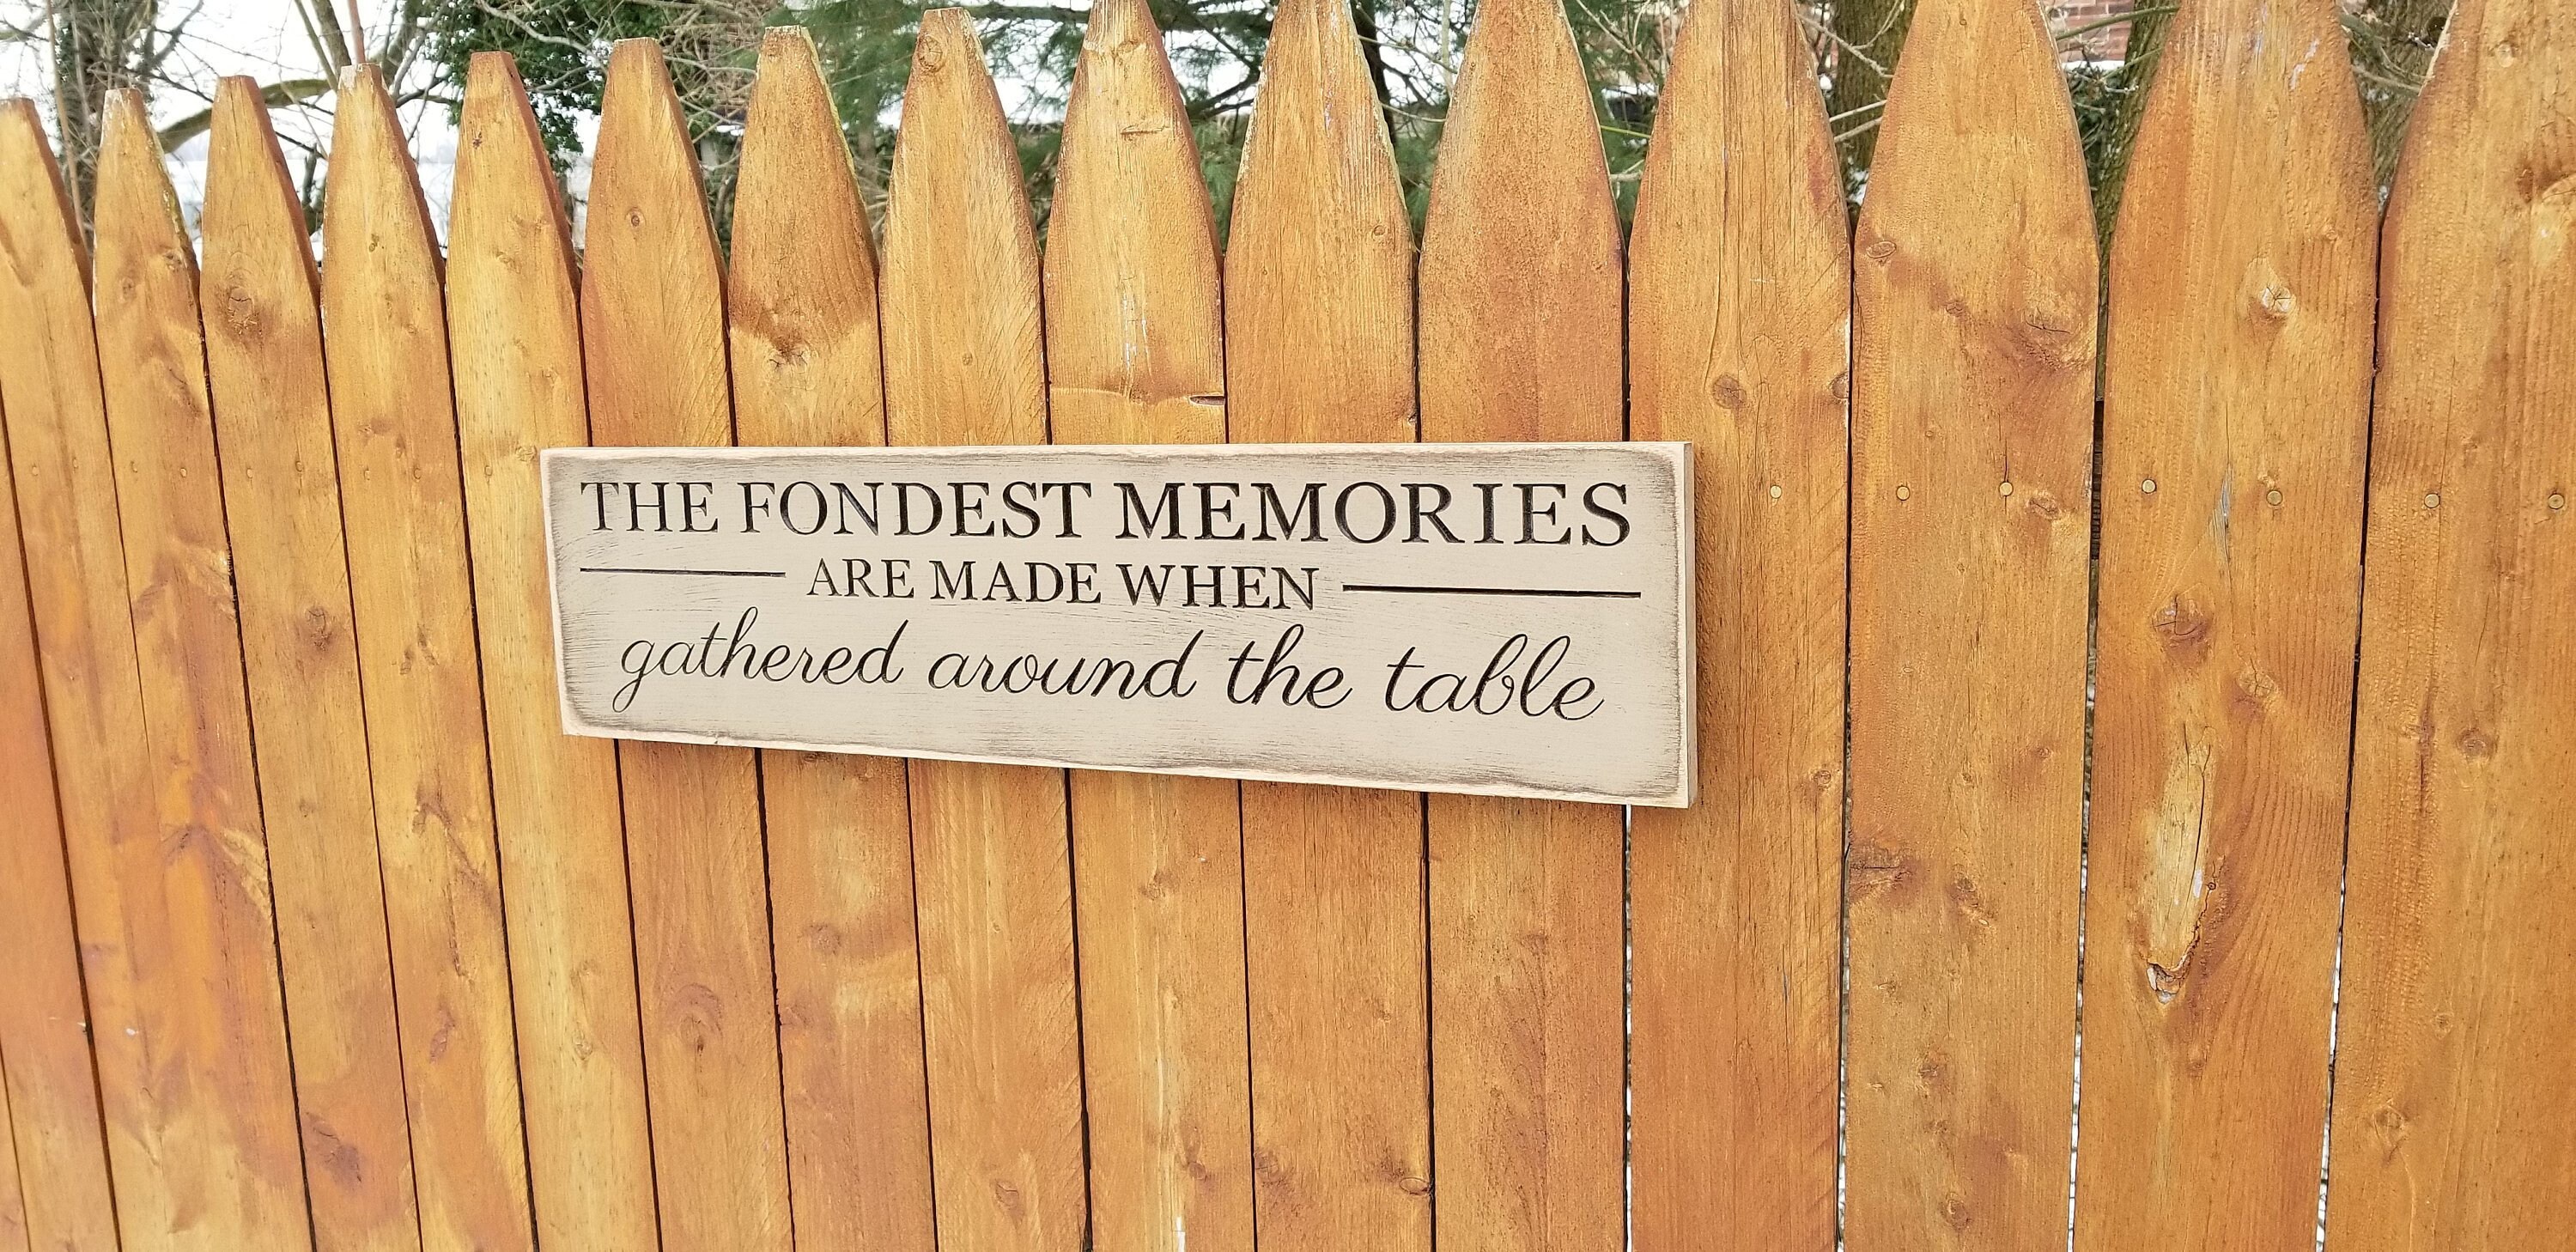 THE FONDEST MEMORIES
ARE MADE WHEN
gathered around the table